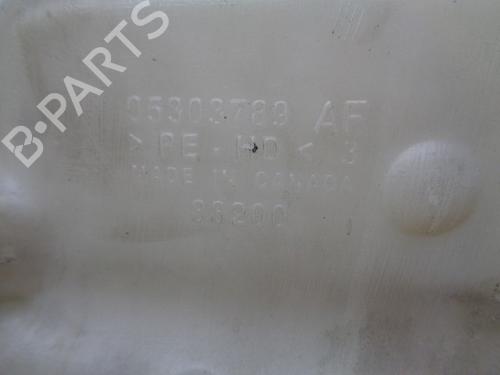 B-PARTS
05303789 AF
>PE-HD< 3
MADE IN CANADA
33200